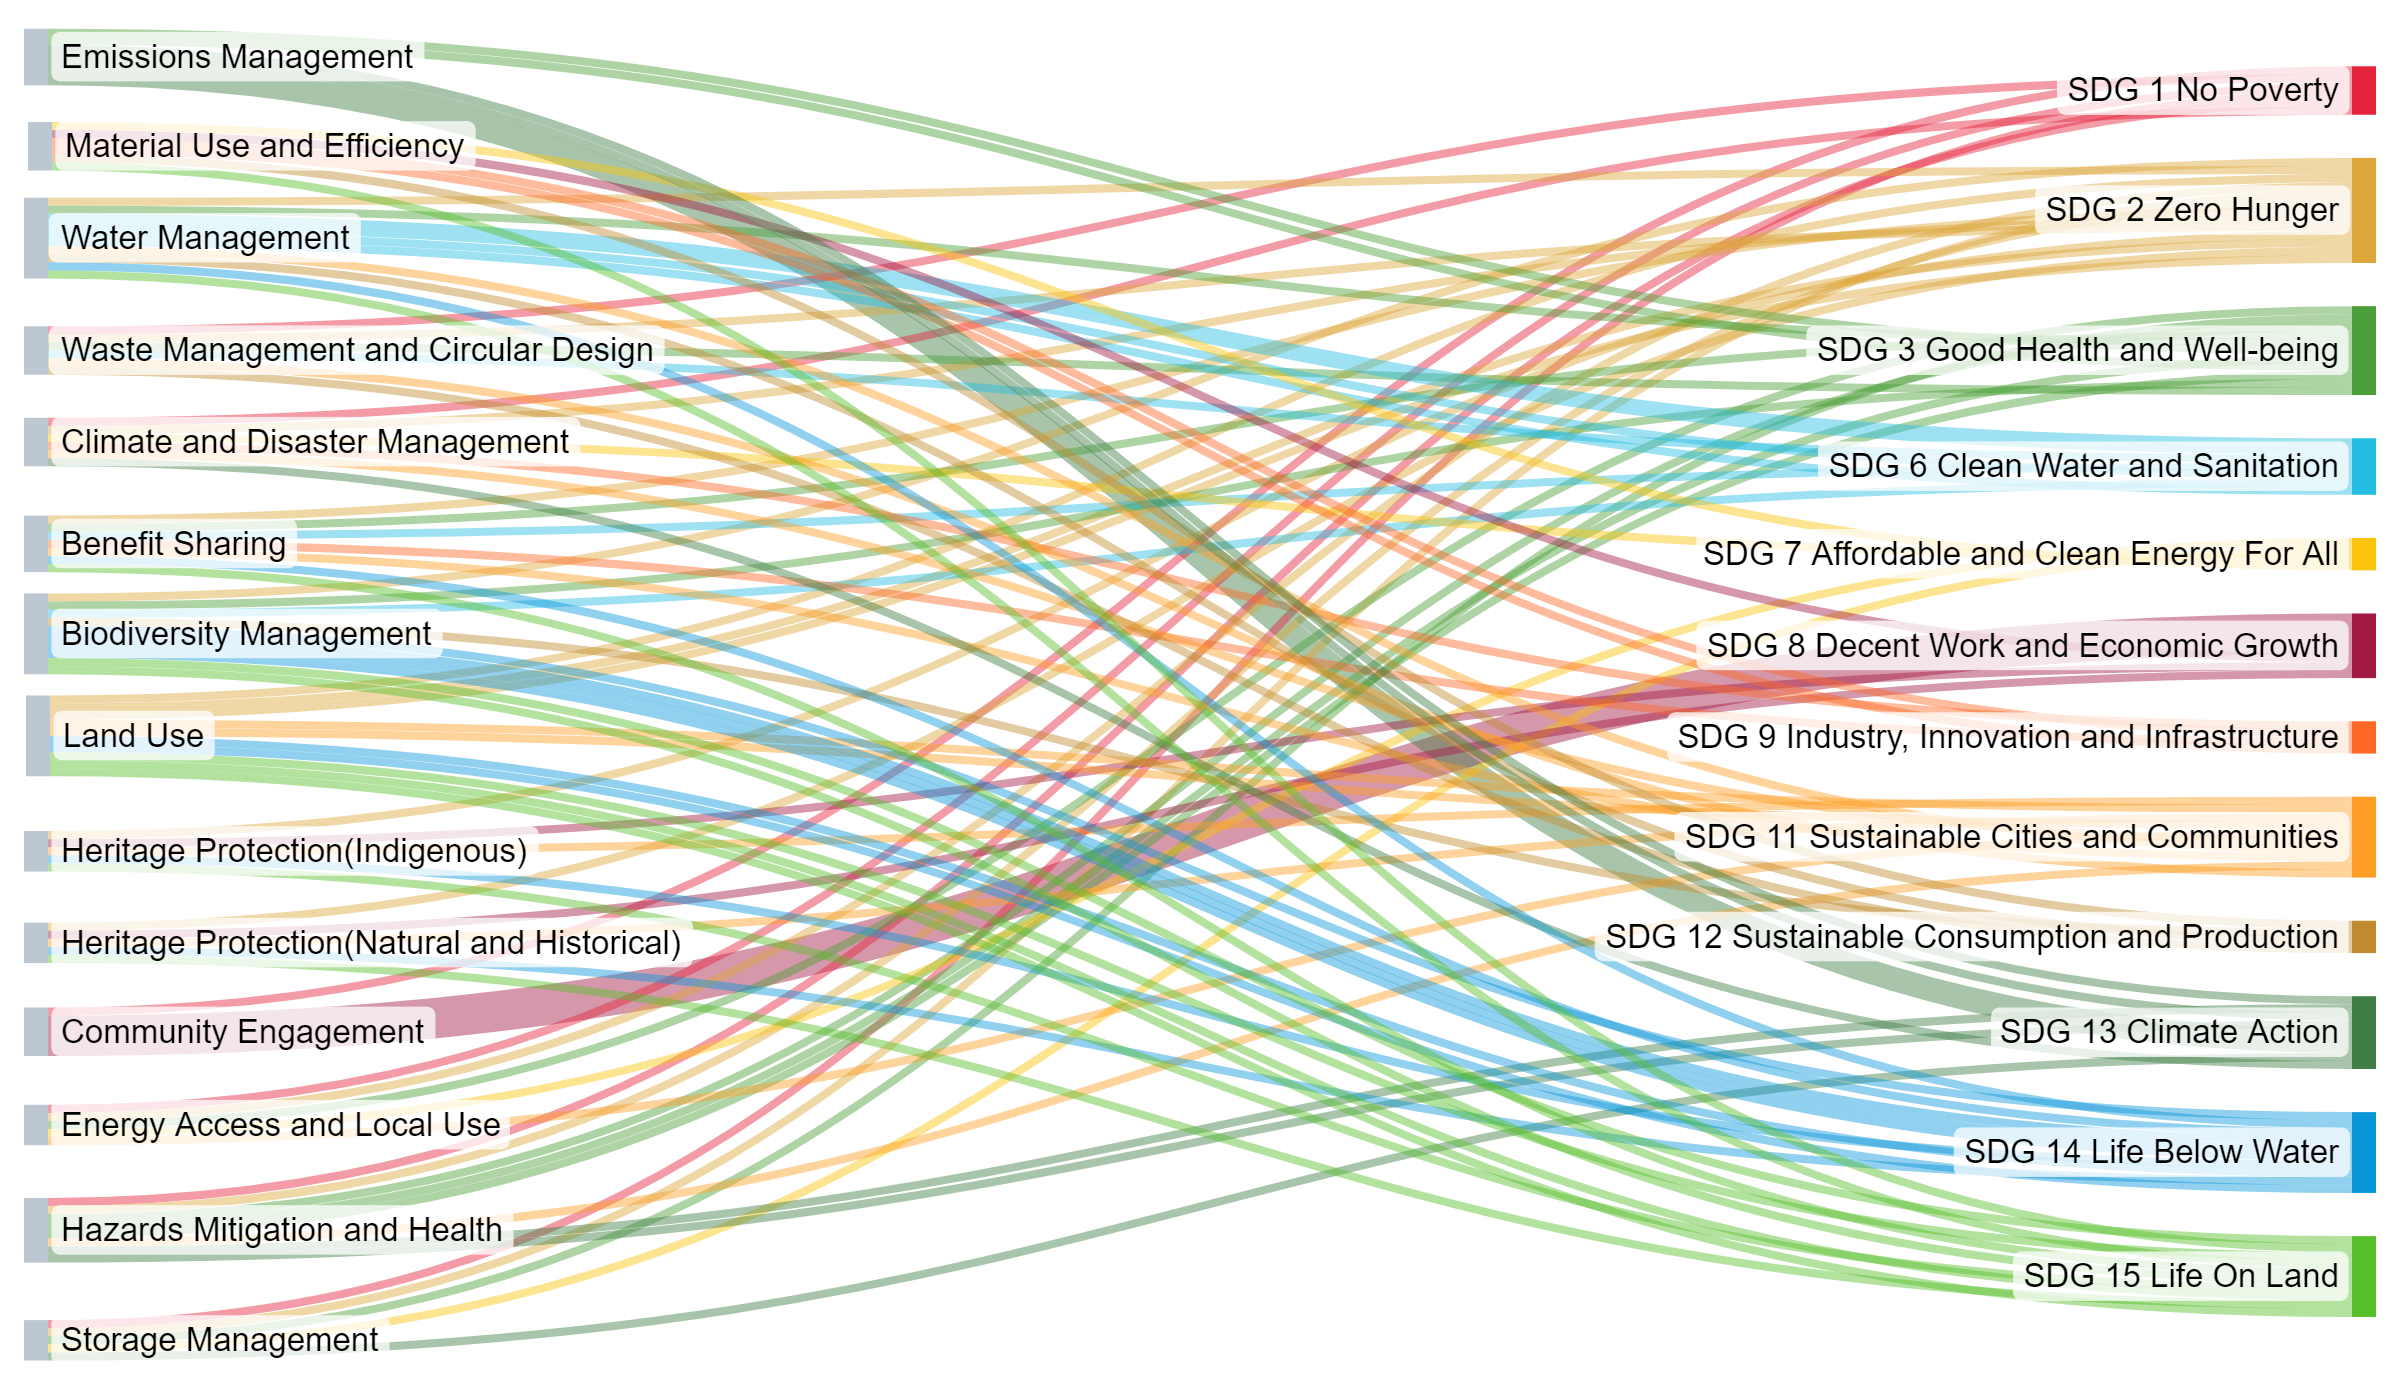 Emissions Management
Material Use and Efficiency
Water Management
Waste Management and Circular Design
Climate and Disaster Management
Benefit Sharing
Biodiversity Management
Land Use
Heritage Protection(Indigenous)
Heritage Protection(Natural and Historical)
Community Engagement
Energy Access and Local Use
Hazards Mitigation and Health
Storage Management
SDG 1 No Poverty
SDG 2 Zero Hunger
SDG 3 Good Health and Well-being
SDG 6 Clean Water and Sanitation
SDG 7 Affordable and Clean Energy For All
SDG 8 Decent Work and Economic Growth
SDG 9 Industry, Innovation and Infrastructure
SDG 11 Sustainable Cities and Communities
SDG 12 Sustainable Consumption and Production
SDG 13 Climate Action
SDG 14 Life Below Water
SDG 15 Life On Land